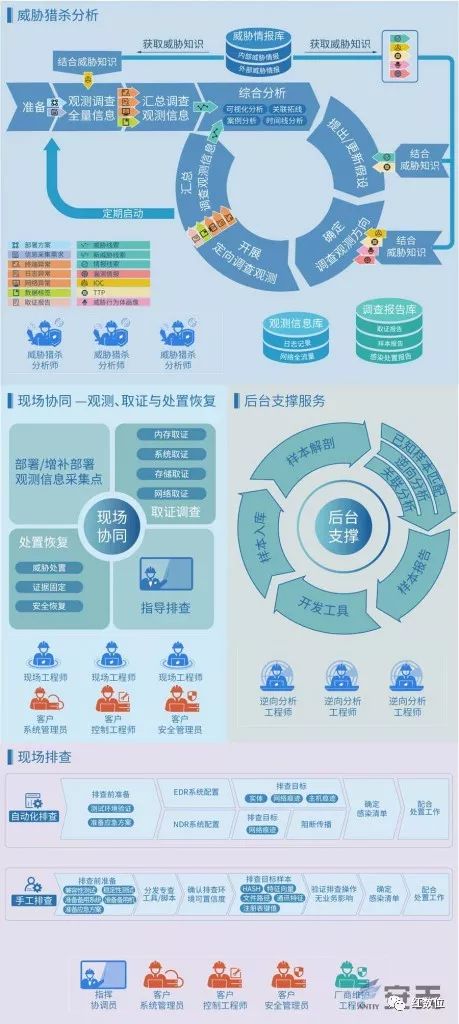 威胁猎杀分析
获取威胁知识
威胁情报库
内部威胁情报
外部威胁情报
获取威胁知识
结合威胁知识
准备
观测调查
全量信息
汇总调查
观测信息
综合分析
可视化分析
关联拓线
案例分析
时间线分析
提出/更新假设
结合
威胁知识
确定
调查观测方向
结合
威胁知识
开展
定向调查观测
汇总
调查观测信息
定期启动
部署方案
信息采集需求
终端异常
日志异常
网络异常
数据标签
取证报告
威胁线索
新威胁线索
情报线索
漏洞情报
IOC
TTP
威胁行为体画像
威胁猎杀
分析师
威胁猎杀
分析师
威胁猎杀
分析师
观测信息库
日志记录
网络全流量
调查报告库
取证报告
样本报告
感染处置报告
现场协同 —观测、取证与处置恢复
部署/增补部署
观测信息采集点
内存取证
系统取证
存储取证
网络取证
取证调查
现场
协同
处置恢复
威胁处置
证据固定
安全恢复
指导排查
现场工程师
现场工程师
现场工程师
客户
系统管理员
客户
控制工程师
客户
安全管理员
后台支撑服务
样本解剖
已知样本匹配
逆向分析
关联分析
样本报告
开发工具
样本入库
后台
支撑
逆向分析
工程师
逆向分析
工程师
逆向分析
工程师
现场排查
自动化排查
排查前准备
测试环境验证
准备应急方案
EDR系统配置
NDR系统配置
排查目标
实体
网络痕迹
主机痕迹
排查目标
网络痕迹
阻断传播
确定
感染清单
配合
处置工作
手工排查
排查前准备
兼容性测试
稳定性测试
准备备用系统
准备备用机
准备应急方案
分发专查
工具/脚本
确认排查环
境可置信度
排查目标样本
HASH
特征向量
文件路径
通讯特征
注册表键值
验证排查操作
无业务影响
确定
感染清单
配合
处置工作
指挥
协调员
客户
系统管理员
客户
控制工程师
客户
安全管理员
厂商维护
工程师
安天
ANTIY
红数位